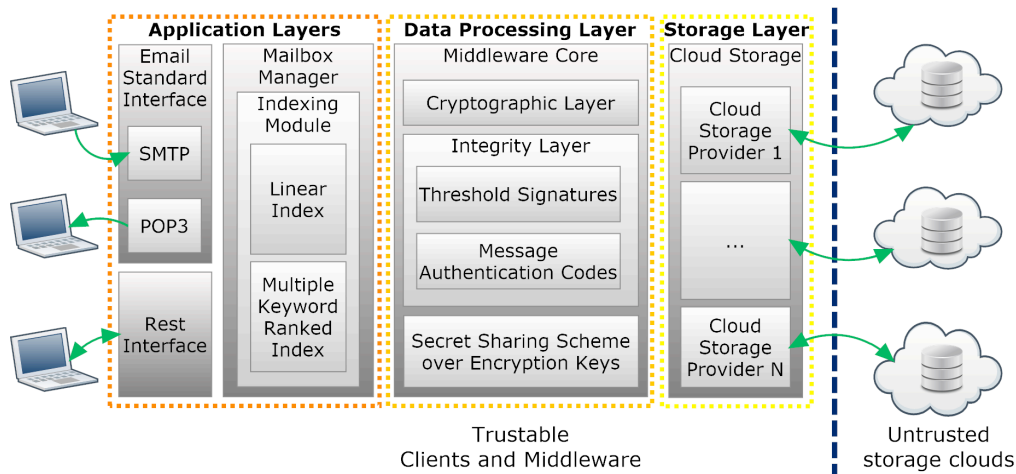 Application Layers
Email
Standard
Interface
SMTP
POP3
Rest
Interface
Mailbox
Manager
Indexing
Module
Linear
Index
Multiple
Keyword
Ranked
Index
Data Processing Layer
Middleware Core
Cryptographic Layer
Integrity Layer
Threshold Signatures
Message
Authentication Codes
Secret Sharing Scheme
over Encryption Keys
Storage Layer
Cloud Storage
Cloud
Storage
Provider 1
...
Cloud
Storage
Provider N
Trustable
Clients and Middleware
Untrusted
storage clouds